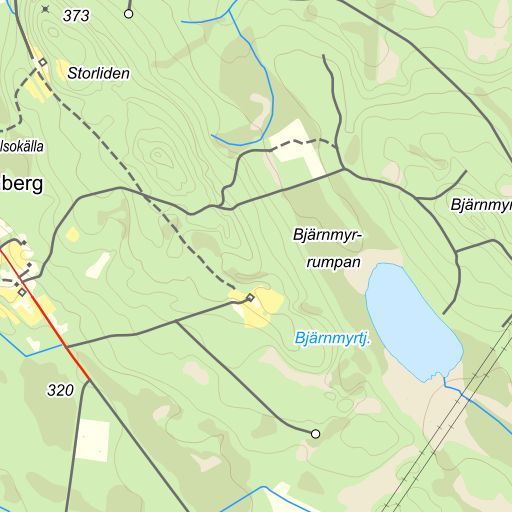 373
Storliden
lsokälla
berg
Bjärnmyr
Bjärnmyr-
rumpan
Bjärnmyrtj.
320